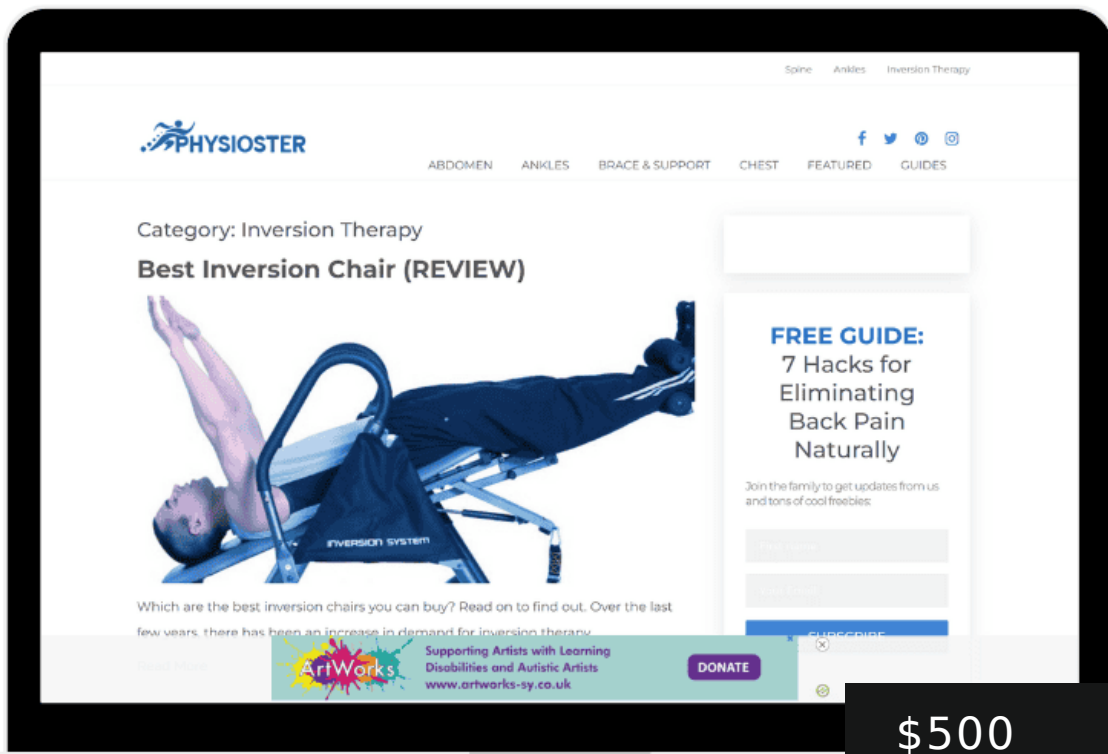 Spine Ankles Inversion Therapy
PHYSIOSTER
ABDOMEN ANKLES BRACE & SUPPORT CHEST FEATURED GUIDES
Category: Inversion Therapy
Best Inversion Chair (REVIEW)
INVERSION SYSTEM
Which are the best inversion chairs you can buy? Read on to find out. Over the last
few years, there has been an increase in demand for inversion therapy
FREE GUIDE:
7 Hacks for
Eliminating
Back Pain
Naturally
Join the family to get updates from us
and tons of cool freebies:
SUBSCRIBE
ArtWorks
Supporting Artists with Learning
Disabilities and Autistic Artists
www.artworks-sy.co.uk
DONATE
$500